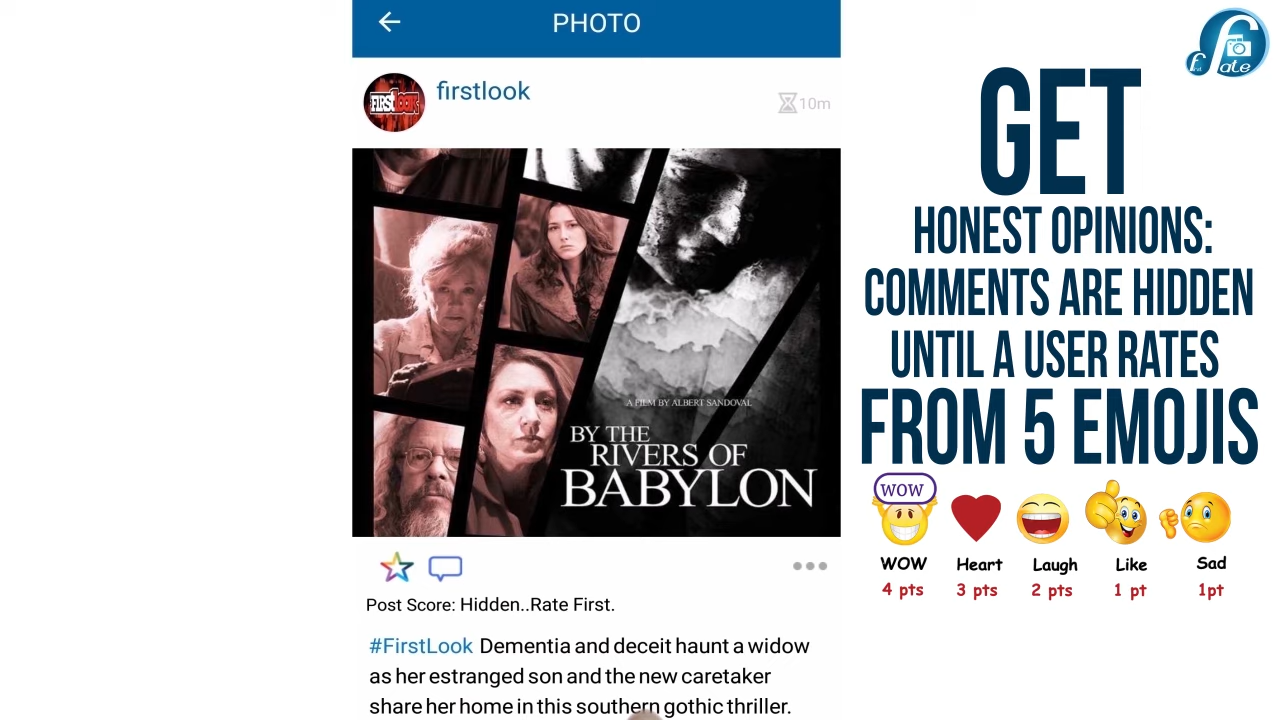 PHOTO
FIRSTLOOK
firstlook
10m
A FILM BY ALBERT SANDOVAL
BY THE
RIVERS OF
BABYLON
Post Score: Hidden..Rate First.
#FirstLook Dementia and deceit haunt a widow
as her estranged son and the new caretaker
share her home in this southern gothic thriller.
GET
HONEST OPINIONS:
COMMENTS ARE HIDDEN
UNTIL A USER RATES
FROM 5 EMOJIS
WOW
WOW Heart Laugh Like Sad
4 pts 3 pts 2 pts 1 pt 1pt